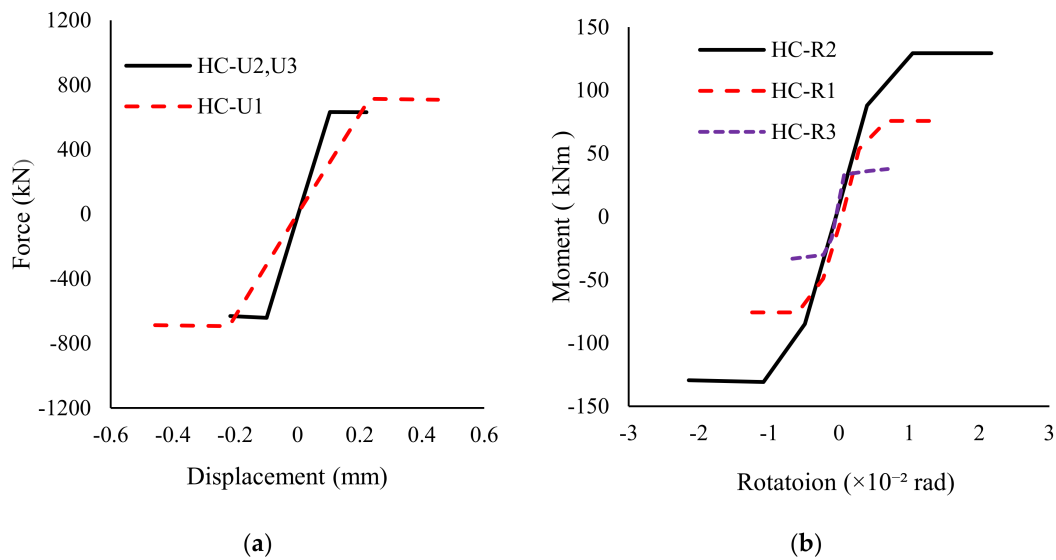 1200
800
400
0
-400
-800
-1200
-0.6 -0.4 -0.2 0 0.2 0.4 0.6
Force (kN)
Displacement (mm)
HC-U2,U3
HC-U1
(a)
150
100
50
0
-50
-100
-150
-3 -2 -1 0 1 2 3
Moment ( kNm )
Rotatoion (×10⁻² rad)
HC-R2
HC-R1
HC-R3
(b)